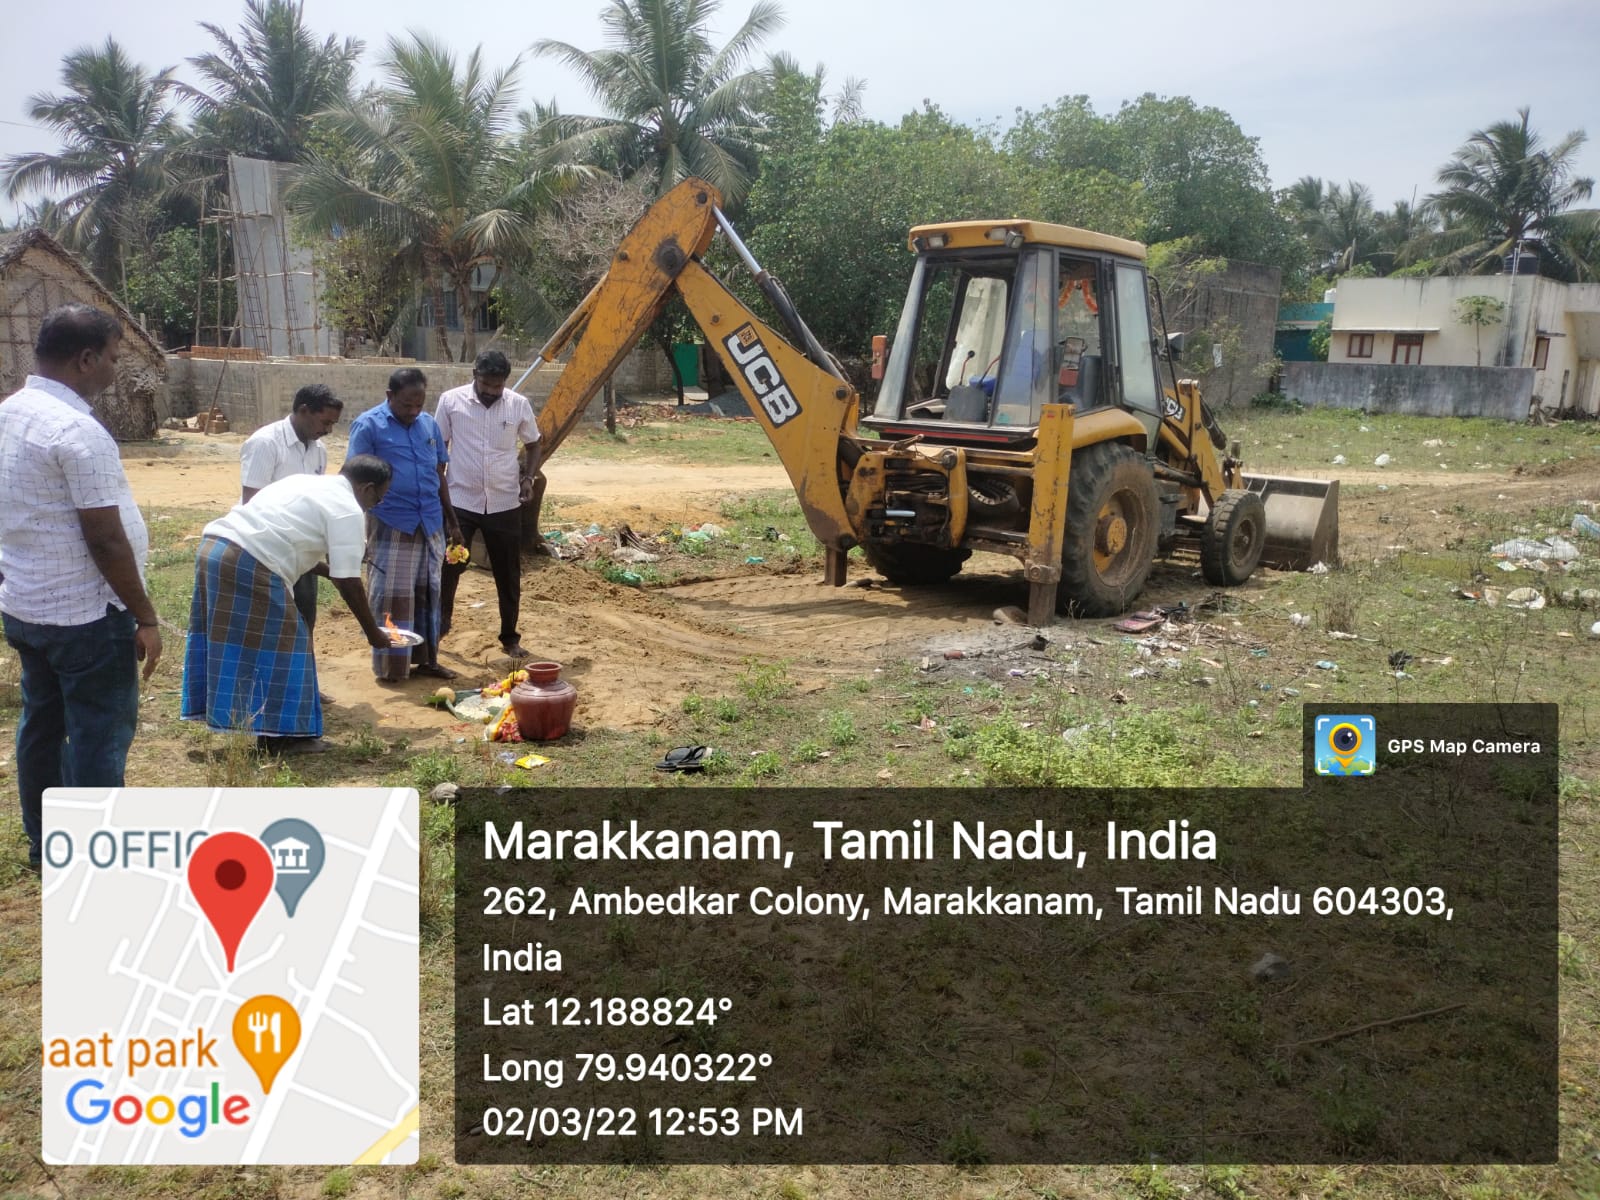 JCB
JCB
GPS Map Camera
O OFFIC
aat park
Google
Marakkanam, Tamil Nadu, India
262, Ambedkar Colony, Marakkanam, Tamil Nadu 604303,
India
Lat 12.188824°
Long 79.940322°
02/03/22 12:53 PM